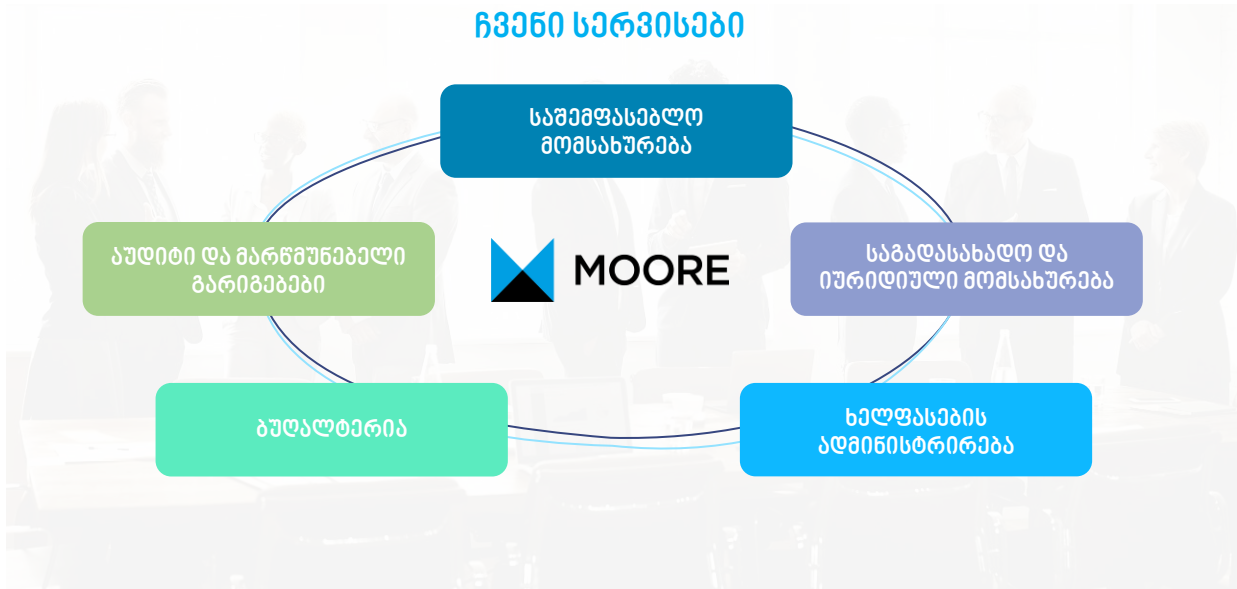 ჩვენი სერვისები
საშემფასებლო
მომსახურება
აუდიტი და მარწმუნებელი
გარიგებები
MOORE
საგადასახადო და
იურიდიული მომსახურება
ბუღალტერია
ხელფასების
ადმინისტრირება